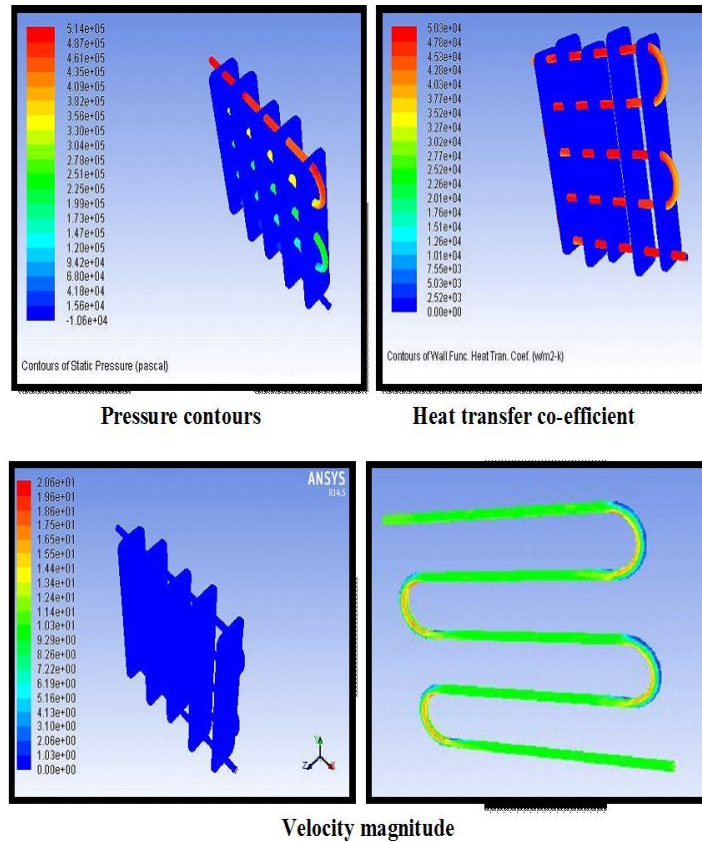 5.14e+05
4.87e+05
4.61e+05
4.35e+05
4.09e+05
3.82e+05
3.56e+05
3.30e+05
3.04e+05
2.78e+05
2.51e+05
2.25e+05
1.99e+05
1.73e+05
1.47e+05
1.20e+05
9.42e+04
6.80e+04
4.18e+04
1.56e+04
-1.06e+04
Contours of Static Pressure (pascal)
5.03e+04
4.78e+04
4.53e+04
4.28e+04
4.03e+04
3.77e+04
3.52e+04
3.27e+04
3.02e+04
2.77e+04
2.52e+04
2.26e+04
2.01e+04
1.76e+04
1.51e+04
1.26e+04
1.01e+04
7.55e+03
5.03e+03
2.52e+03
0.00e+00
Contours of Wall Func. Heat Tran. Coef. (w/m2-k)
Pressure contours
Heat transfer co-efficient
2.06e+01
1.96e+01
1.86e+01
1.75e+01
1.65e+01
1.55e+01
1.44e+01
1.34e+01
1.24e+01
1.14e+01
1.03e+01
9.29e+00
8.26e+00
7.22e+00
6.19e+00
5.16e+00
4.13e+00
3.10e+00
2.06e+00
1.03e+00
0.00e+00
ANSYS
R14.5
Y
Z
X
Velocity magnitude